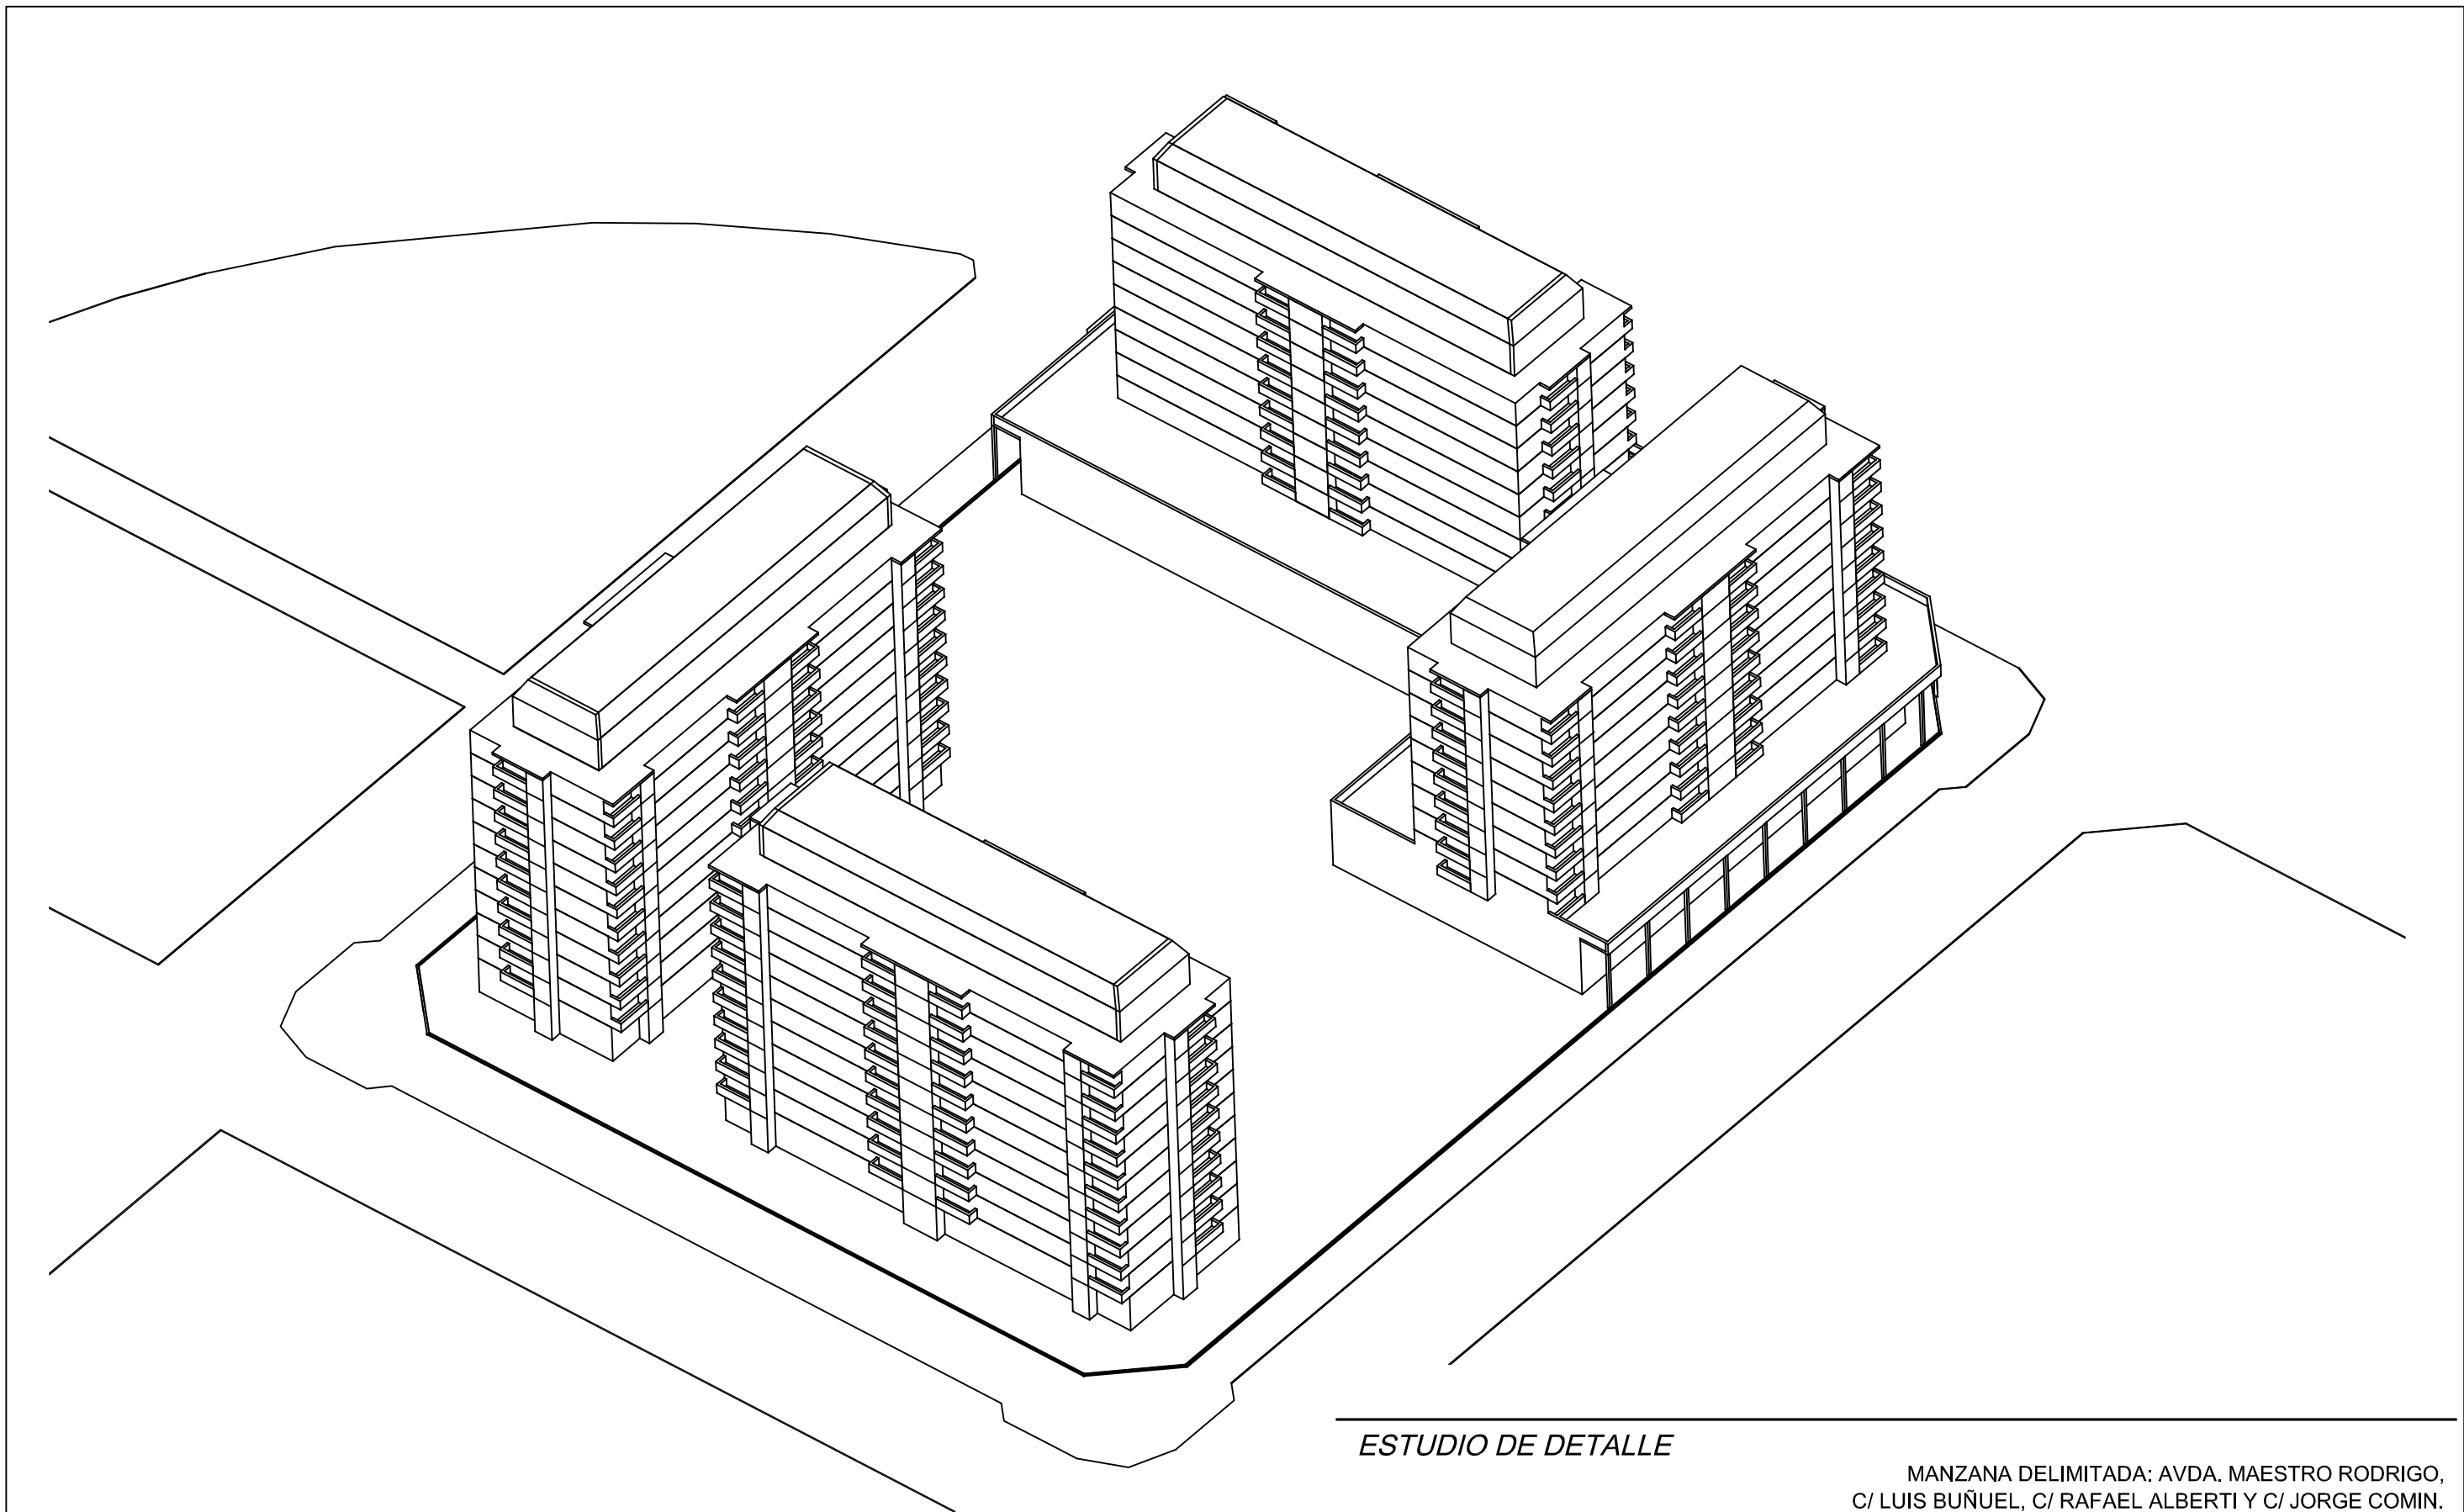 ESTUDIO DE DETALLE
MANZANA DELIMITADA: AVDA. MAESTRO RODRIGO,
C/ LUIS BUÑUEL, C/ RAFAEL ALBERTI Y C/ JORGE COMIN.